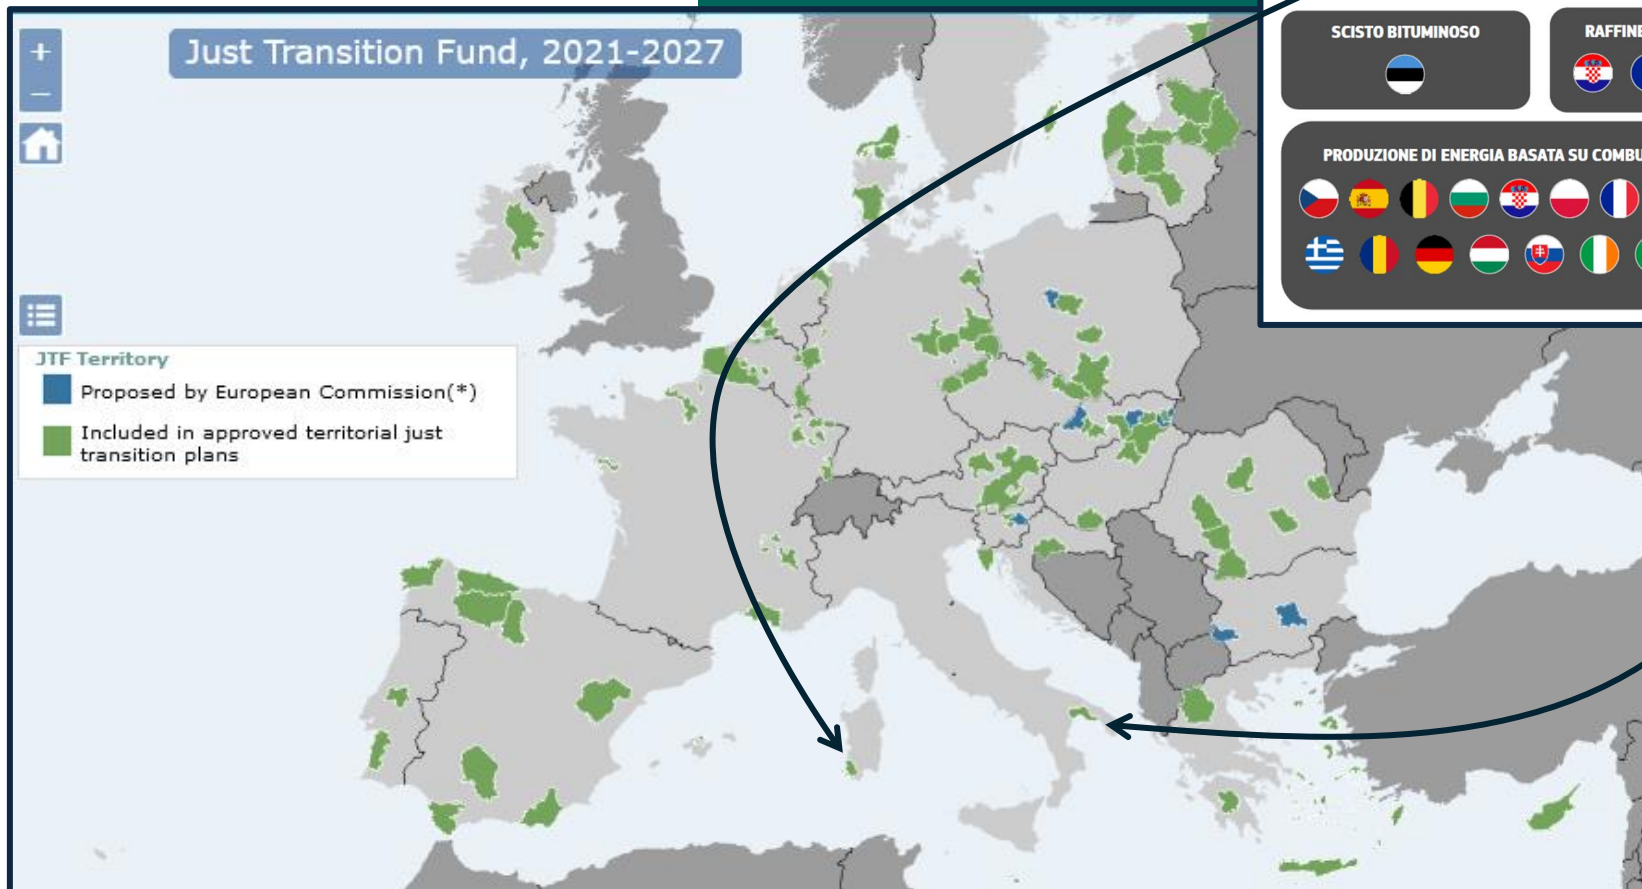 Just Transition Fund, 2021-2027
JTF Territory
Proposed by European Commission(*)
Included in approved territorial just
transition plans
SCISTO BITUMINOSO
RAFFINE
PRODUZIONE DI ENERGIA BASATA SU COMBU